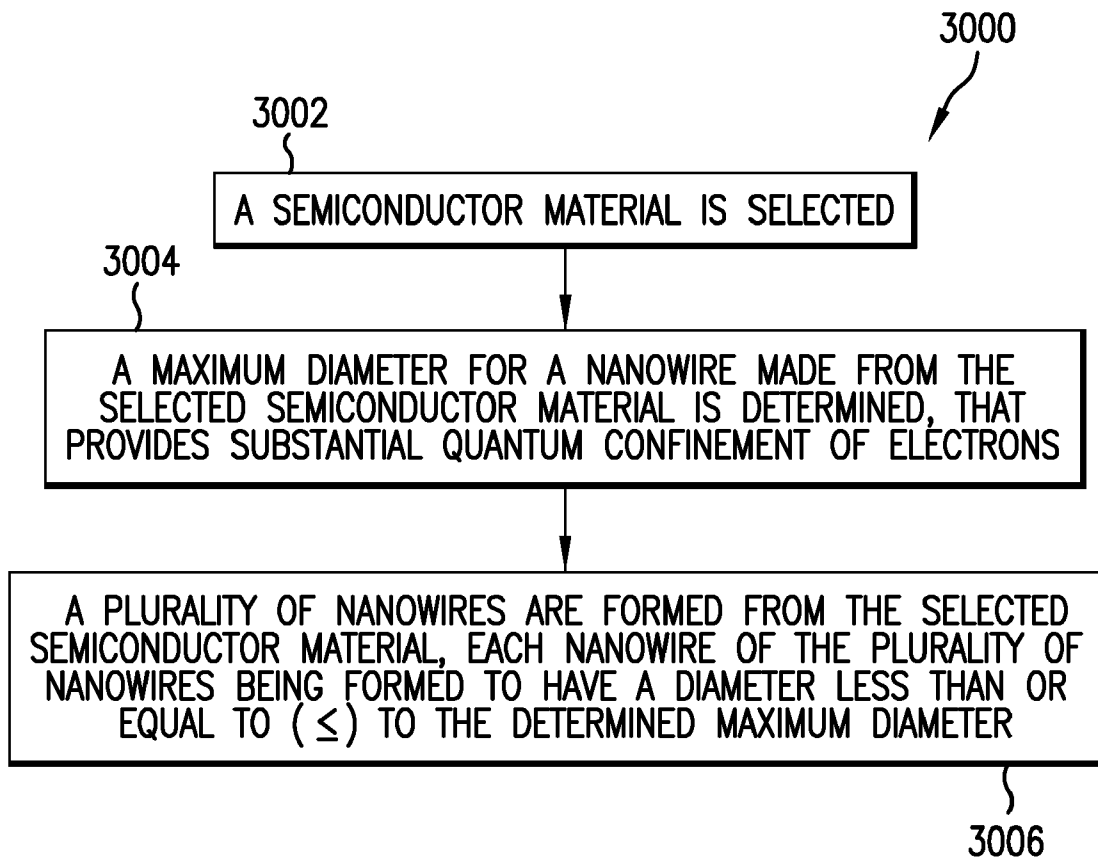 3000
3002
A SEMICONDUCTOR MATERIAL IS SELECTED
3004
A MAXIMUM DIAMETER FOR A NANOWIRE MADE FROM THE
SELECTED SEMICONDUCTOR MATERIAL IS DETERMINED, THAT
PROVIDES SUBSTANTIAL QUANTUM CONFINEMENT OF ELECTRONS
A PLURALITY OF NANOWIRES ARE FORMED FROM THE SELECTED
SEMICONDUCTOR MATERIAL, EACH NANOWIRE OF THE PLURALITY OF
NANOWIRES BEING FORMED TO HAVE A DIAMETER LESS THAN OR
EQUAL TO (≤) TO THE DETERMINED MAXIMUM DIAMETER
3006